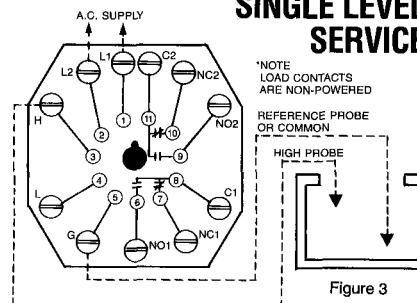 SINGLE LEVEL
SERVICE
A.C. SUPPLY
*NOTE
LOAD CONTACTS
ARE NON-POWERED
REFERENCE PROBE
OR COMMON
HIGH PROBE
L2
L1
C2
NC2
NO2
H
1
11
2
10
3
9
4
8
5
6
7
L
C1
G
NO1
NC1
Figure 3